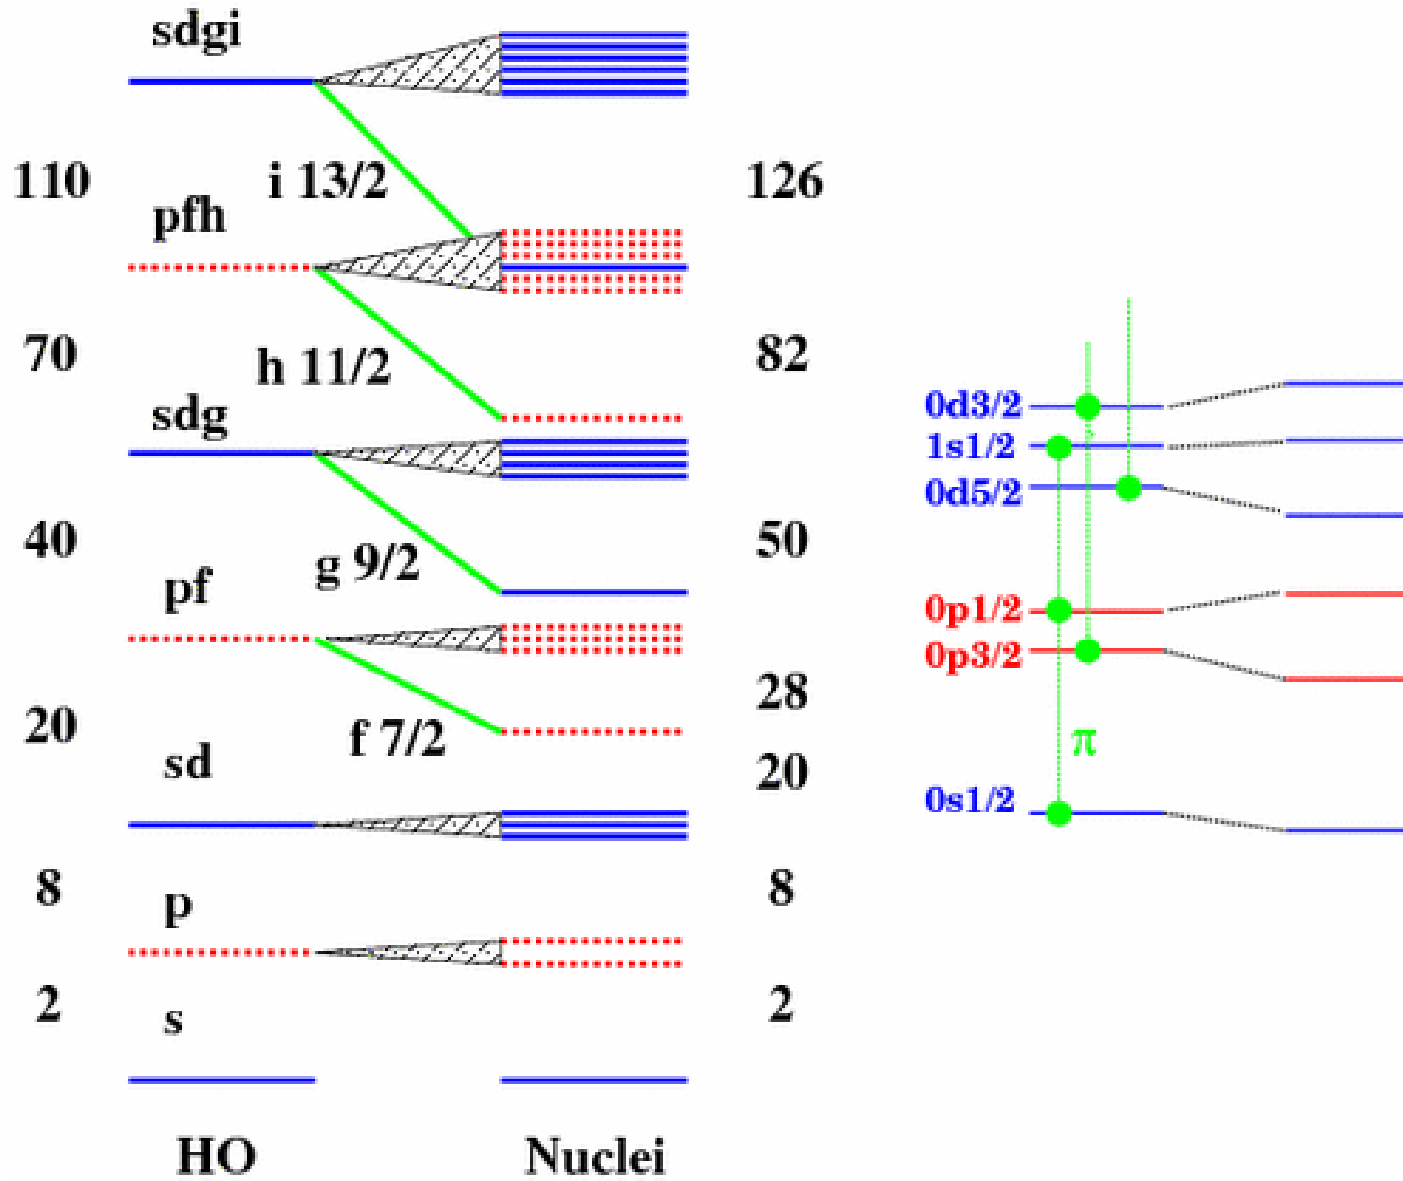 sdgi
110 i 13/2 126
pfh
70 h 11/2 82
sdg 0d3/2
1s1/2
0d5/2
40 g 9/2 50
pf 0p1/2
0p3/2
28
20 f 7/2 π
sd 20
0s1/2
8 8
p
2 2
s
HO Nuclei